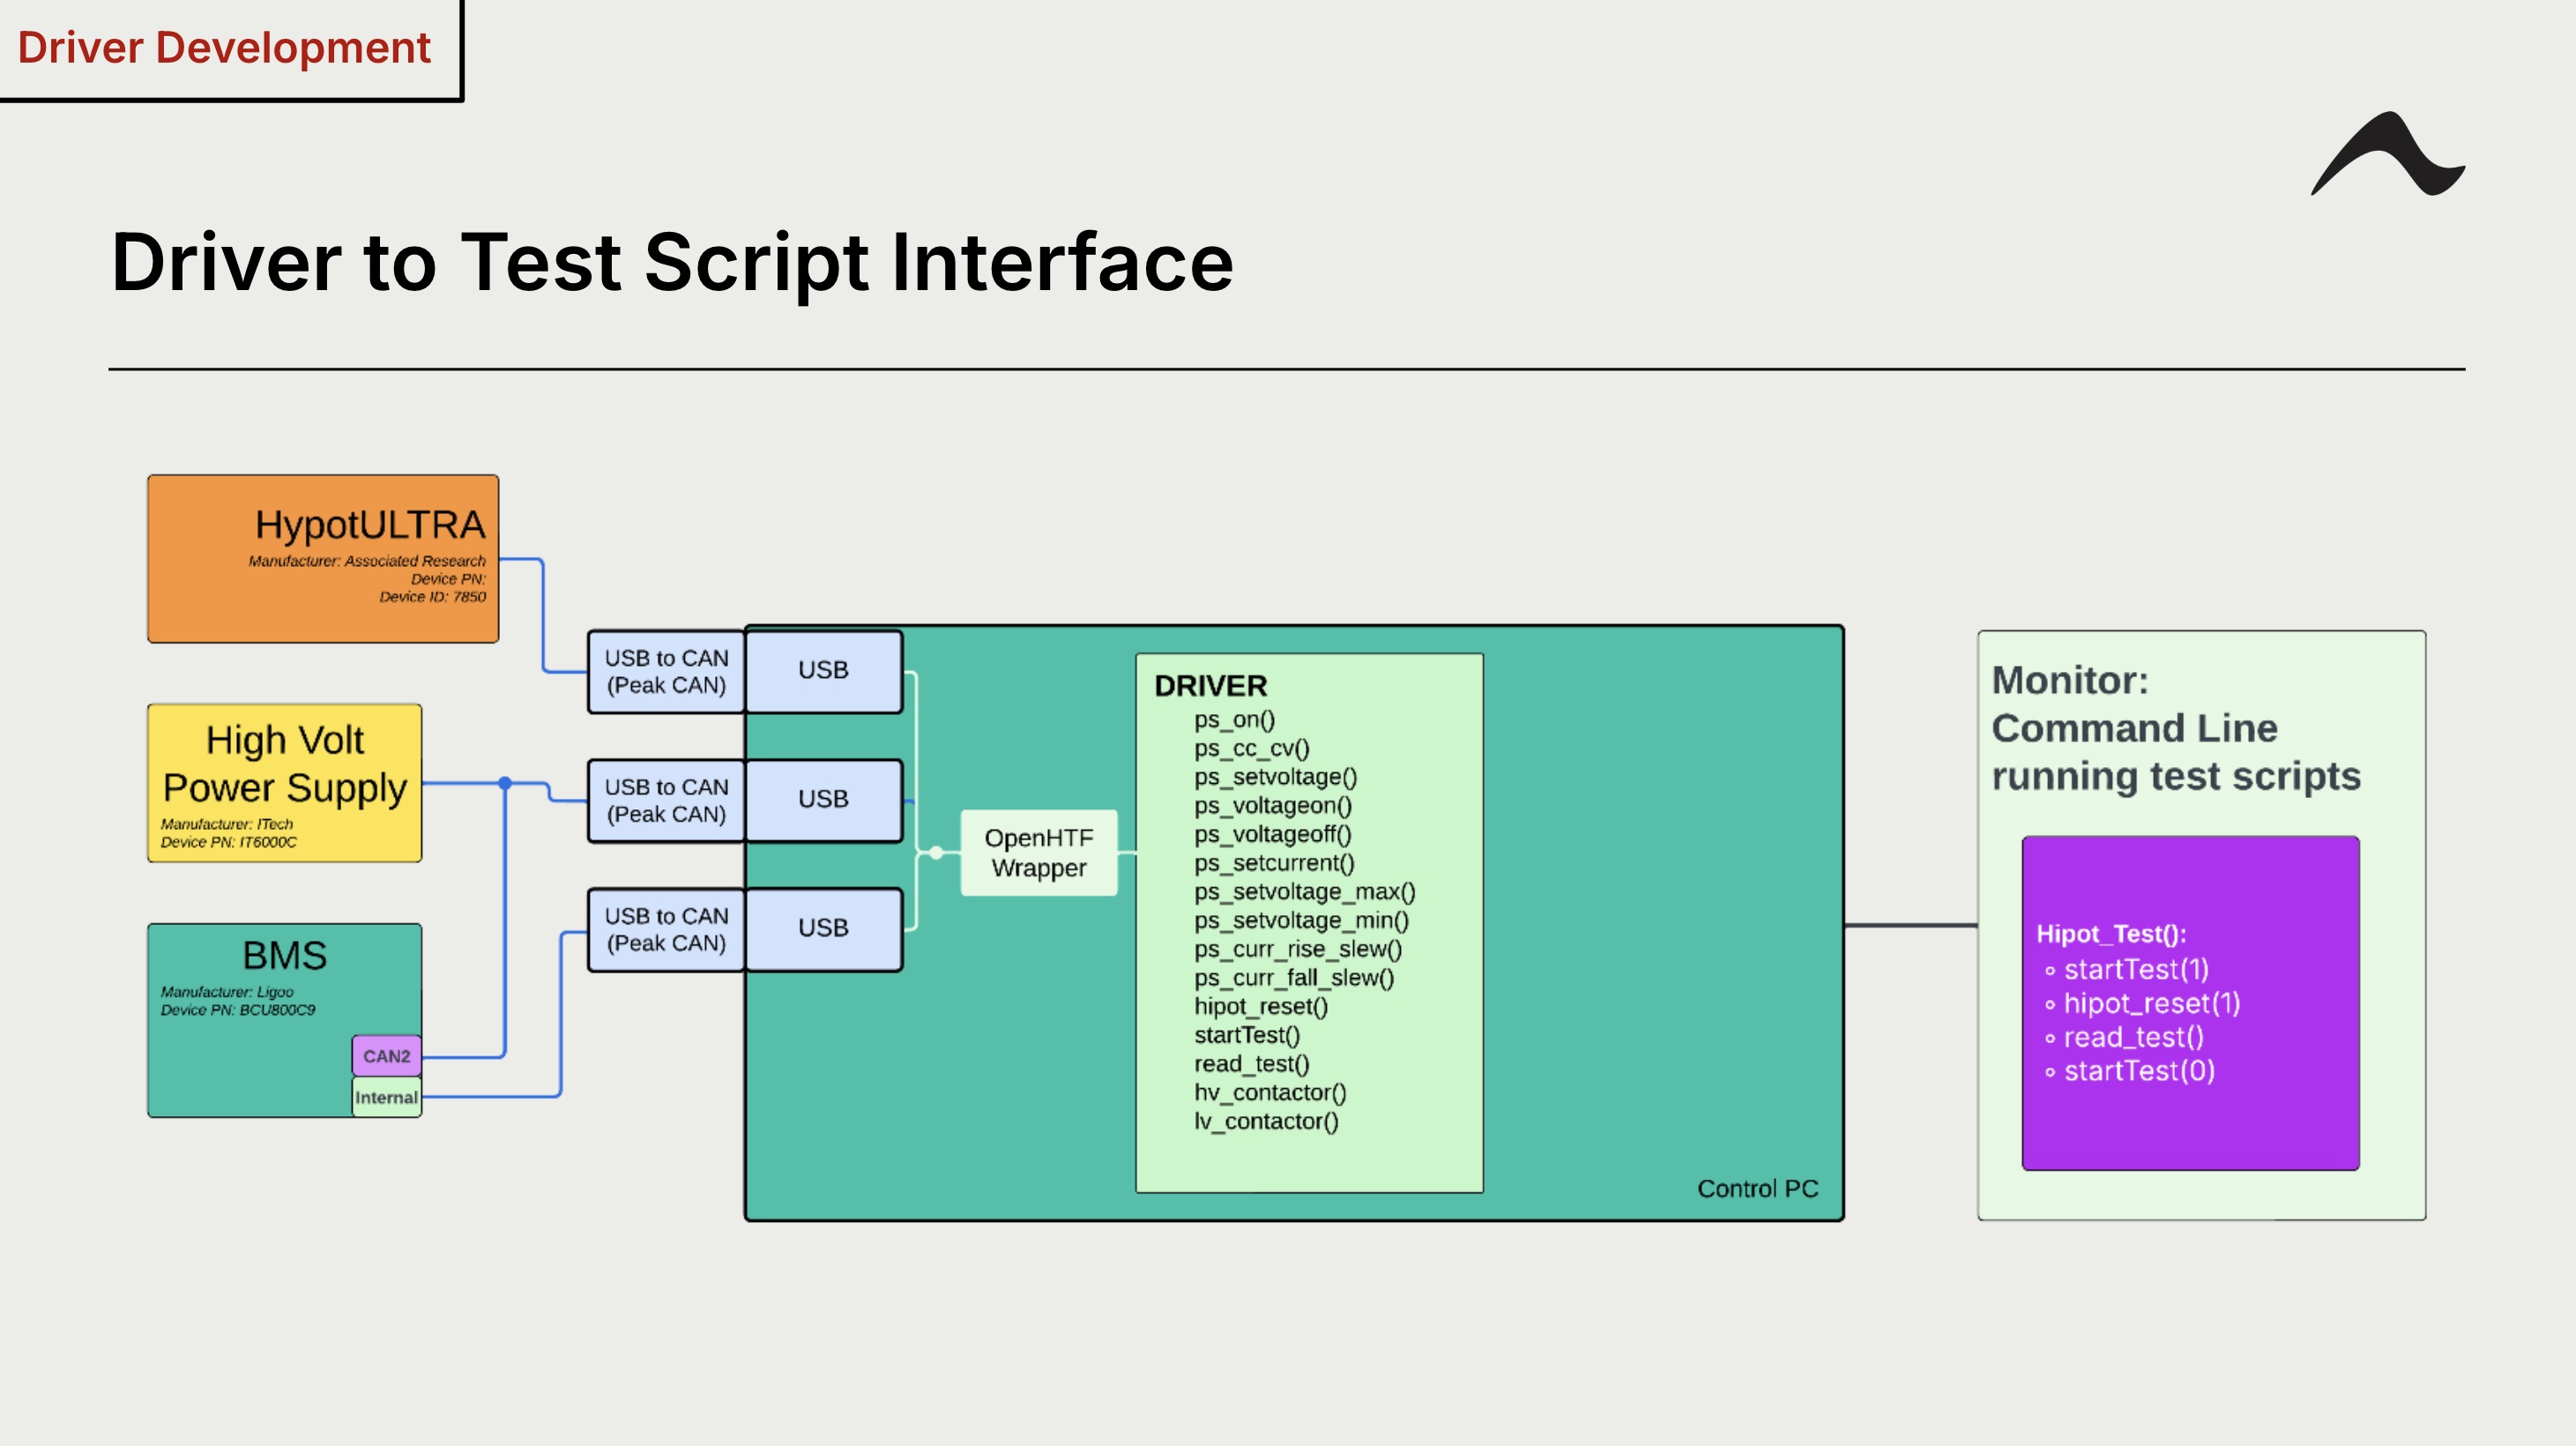 Driver Development
Driver to Test Script Interface
HypotULTRA
Manufacturer: Associated Research
Device PN:
Device ID: 7850
High Volt
Power Supply
Manufacturer: ITech
Device PN: IT6000C
BMS
Manufacturer: Ligoo
Device PN: BCU800C9
CAN2
Internal
USB to CAN
(Peak CAN)
USB
USB to CAN
(Peak CAN)
USB
USB to CAN
(Peak CAN)
USB
OpenHTF
Wrapper
DRIVER
ps_on()
ps_cc_cv()
ps_setvoltage()
ps_voltageon()
ps_voltageoff()
ps_setcurrent()
ps_setvoltage_max()
ps_setvoltage_min()
ps_curr_rise_slew()
ps_curr_fall_slew()
hipot_reset()
startTest()
read_test()
hv_contactor()
lv_contactor()
Control PC
Monitor:
Command Line
running test scripts
Hipot_Test():
∘ startTest(1)
∘ hipot_reset(1)
∘ read_test()
∘ startTest(0)